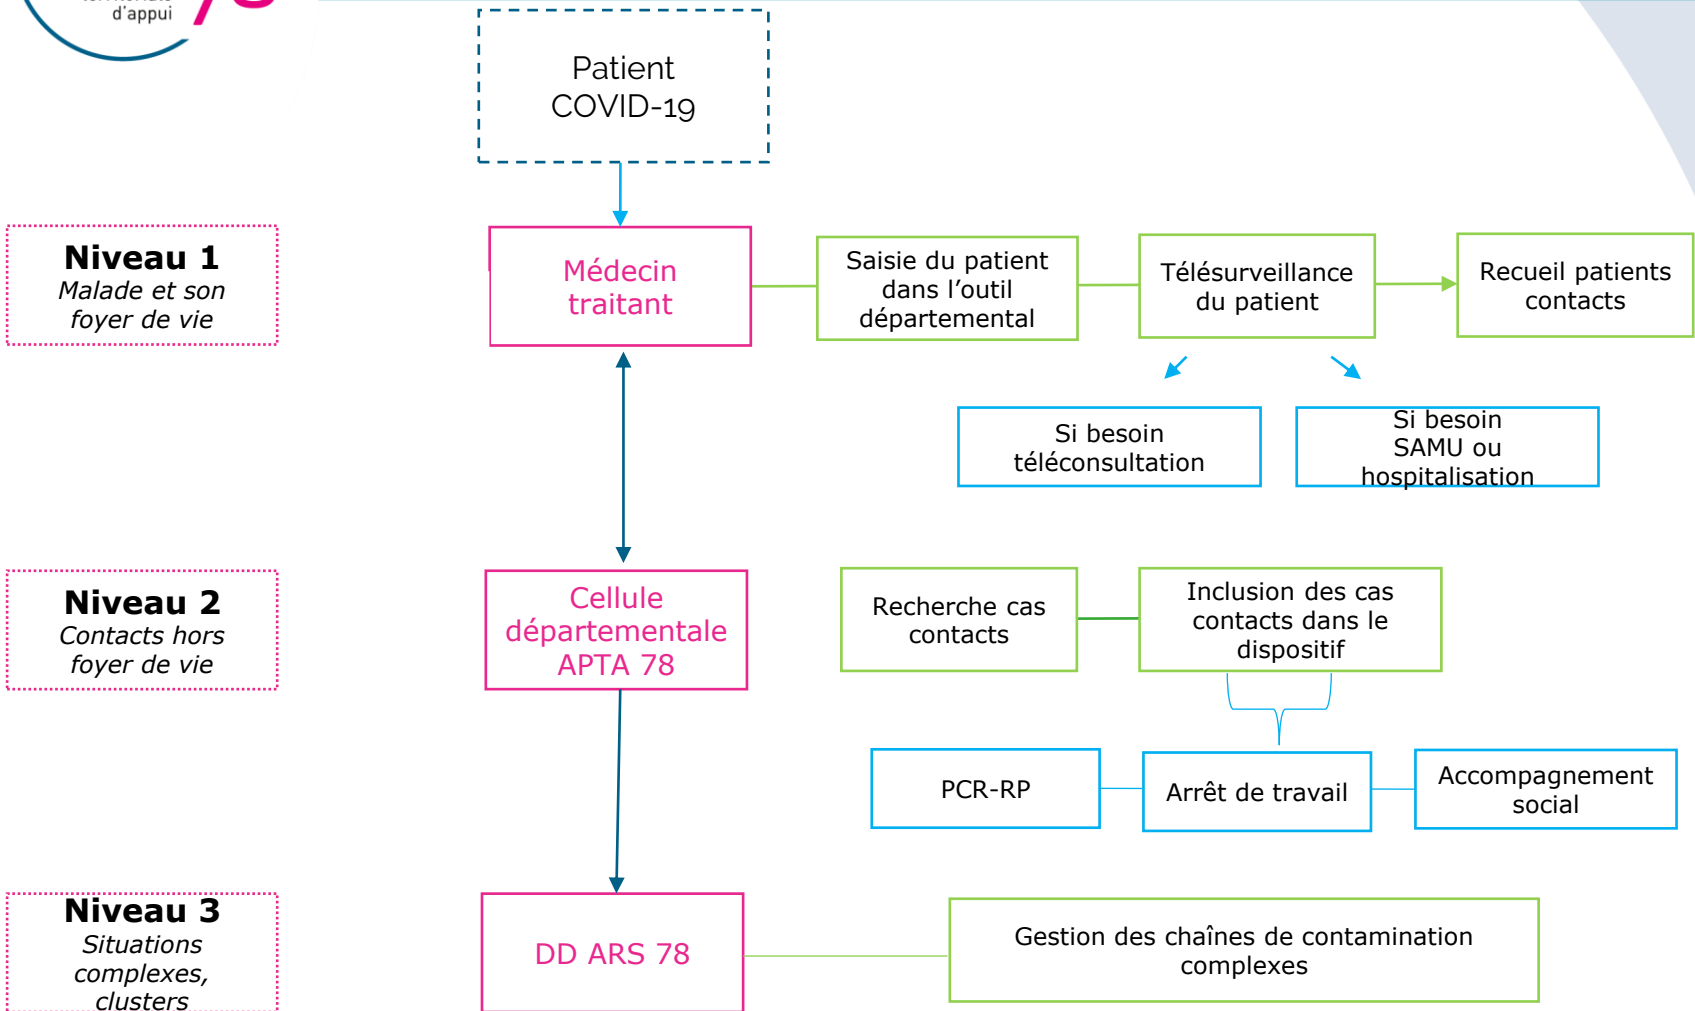 d'appui
Patient
COVID-19
Niveau 1
Malade et son
foyer de vie
Médecin
traitant
Saisie du patient
dans l'outil
départemental
Télésurveillance
du patient
Recueil patients
contacts
Si besoin
téléconsultation
Si besoin
SAMU ou
hospitalisation
Niveau 2
Contacts hors
foyer de vie
Cellule
départementale
APTA 78
Recherche cas
contacts
Inclusion des cas
contacts dans le
dispositif
PCR-RP
Arrêt de travail
Accompagnement
social
Niveau 3
Situations
complexes,
clusters
DD ARS 78
Gestion des chaînes de contamination
complexes